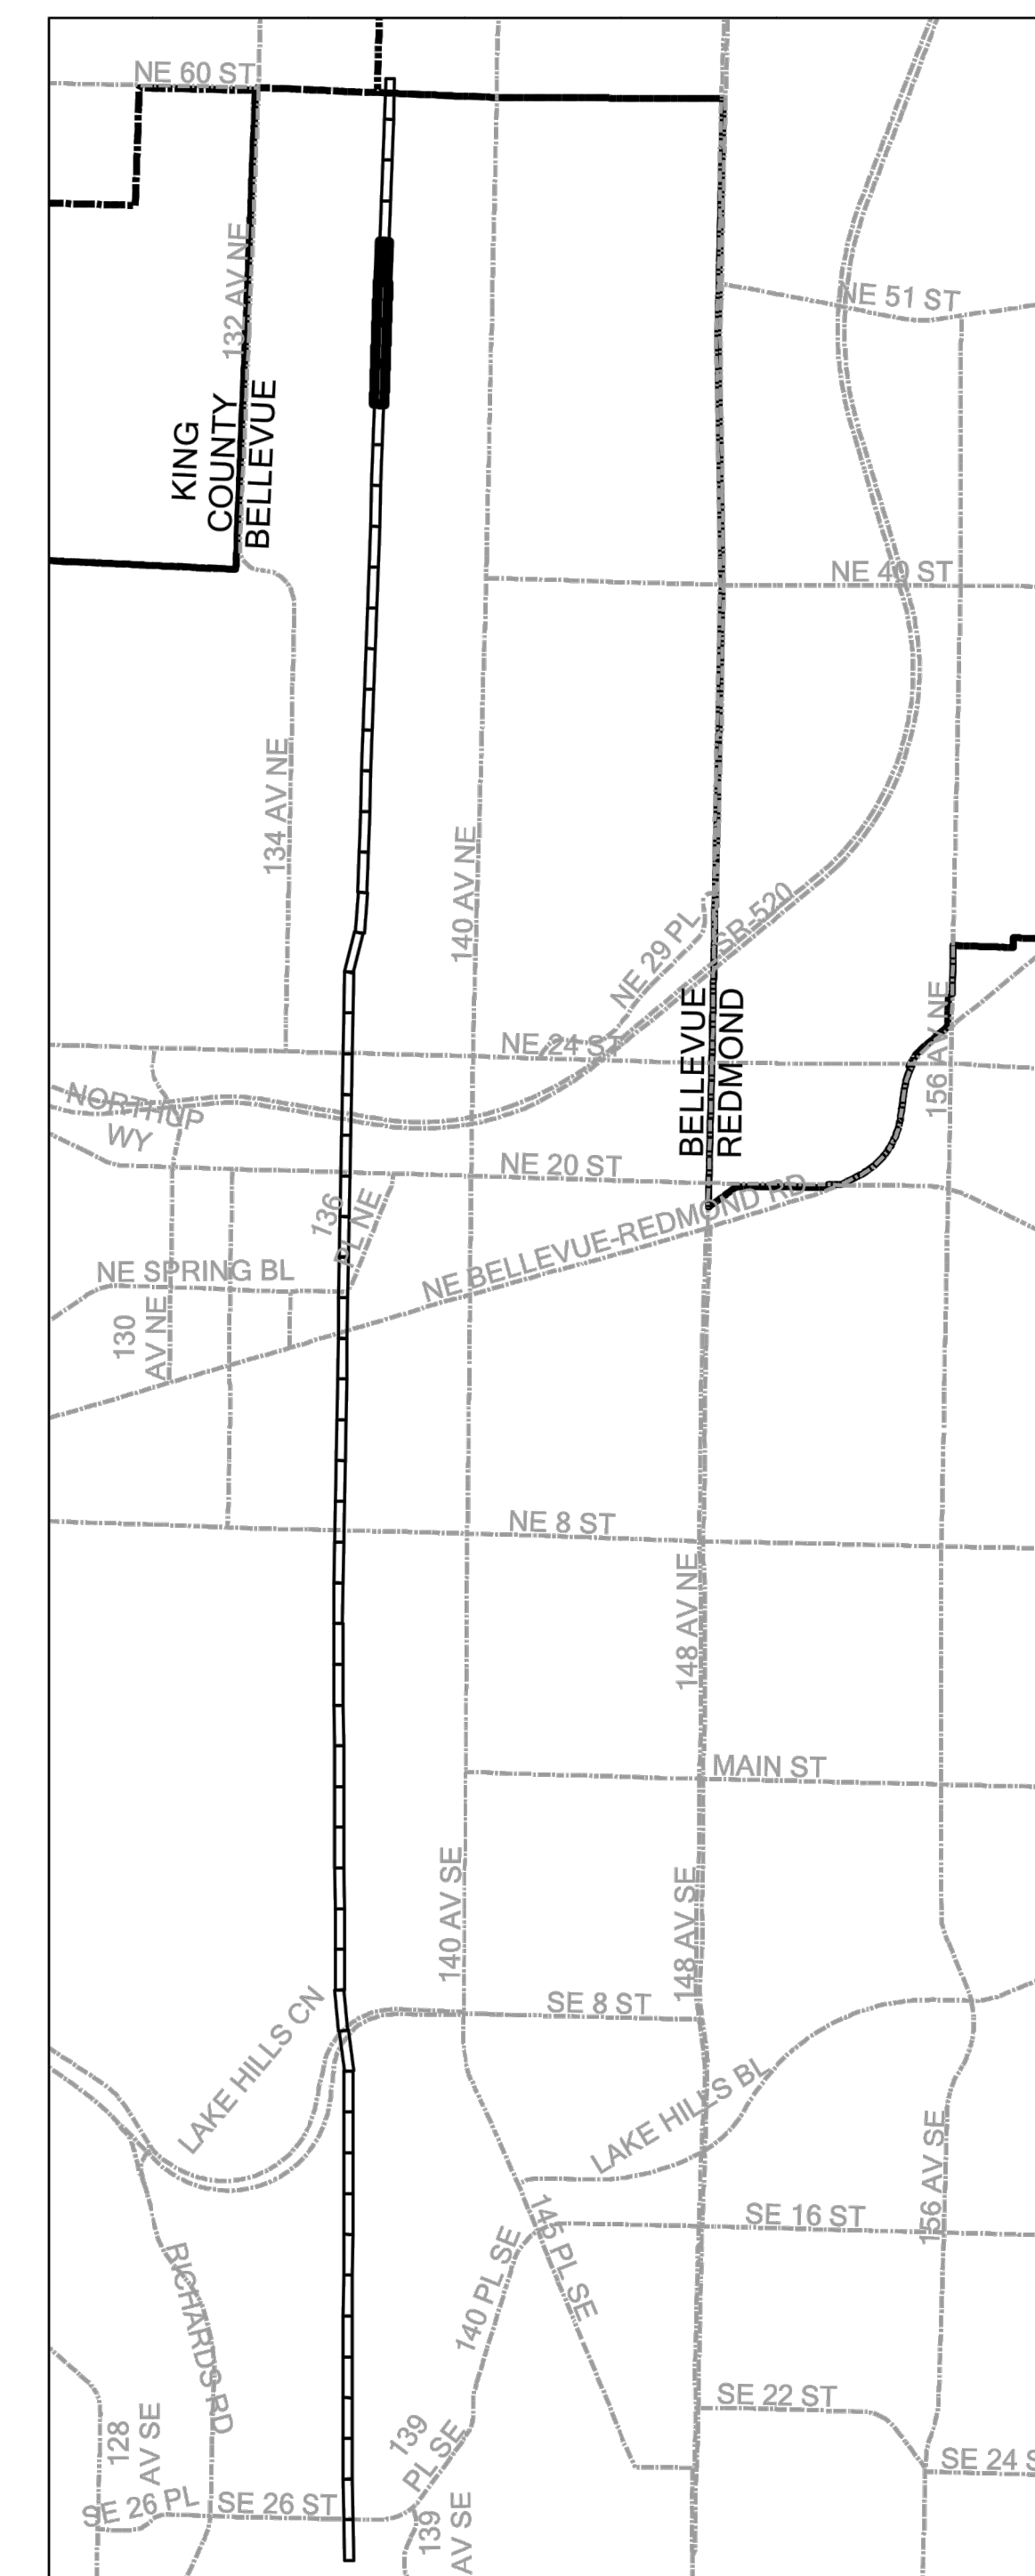 NE 60 ST
132 AV NE
NE 51 ST
KING
COUNTY
BELLEVUE
NE 40 ST
134 AV NE
140 AV NE
NE 29 PL
SR-520
BELLEVUE
REDMOND
156 AV NE
NE 24 ST
NORTHUP
WY
NE 20 ST
136
PL NE
NE BELLEVUE-REDMOND RD
NE SPRING BL
130
AV NE
NE 8 ST
148 AV NE
MAIN ST
140 AV SE
148 AV SE
SE 8 ST
LAKE HILLS CN
LAKE HILLS BL
156 AV SE
SE 16 ST
145 PL SE
140 PL SE
RICHARDS RD
SE 22 ST
128
AV SE
139
PL SE
SE 24 S
SE 26 PL
SE 26 ST
139
AV SE